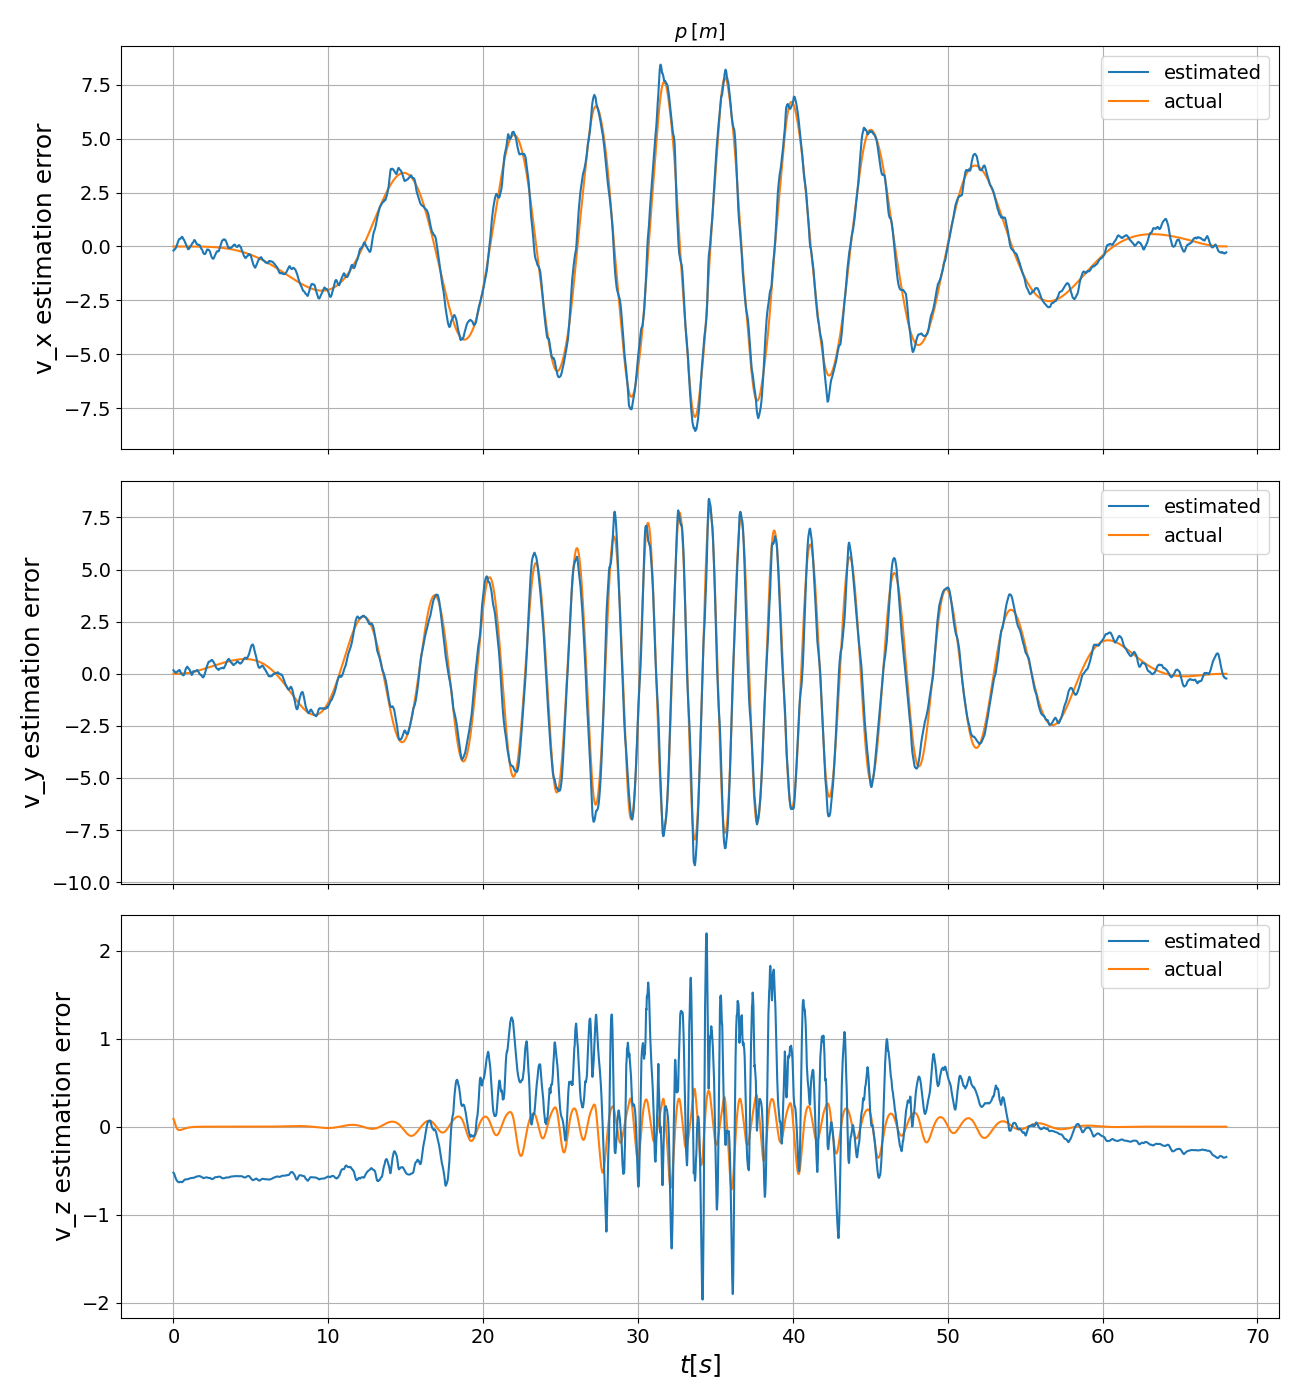 p [m]
v_x estimation error
7.5
5.0
2.5
0.0
−2.5
−5.0
−7.5
estimated
actual
v_y estimation error
7.5
5.0
2.5
0.0
−2.5
−5.0
−7.5
−10.0
estimated
actual
v_z estimation error
2
1
0
−1
−2
estimated
actual
0 10 20 30 40 50 60 70
t[s]